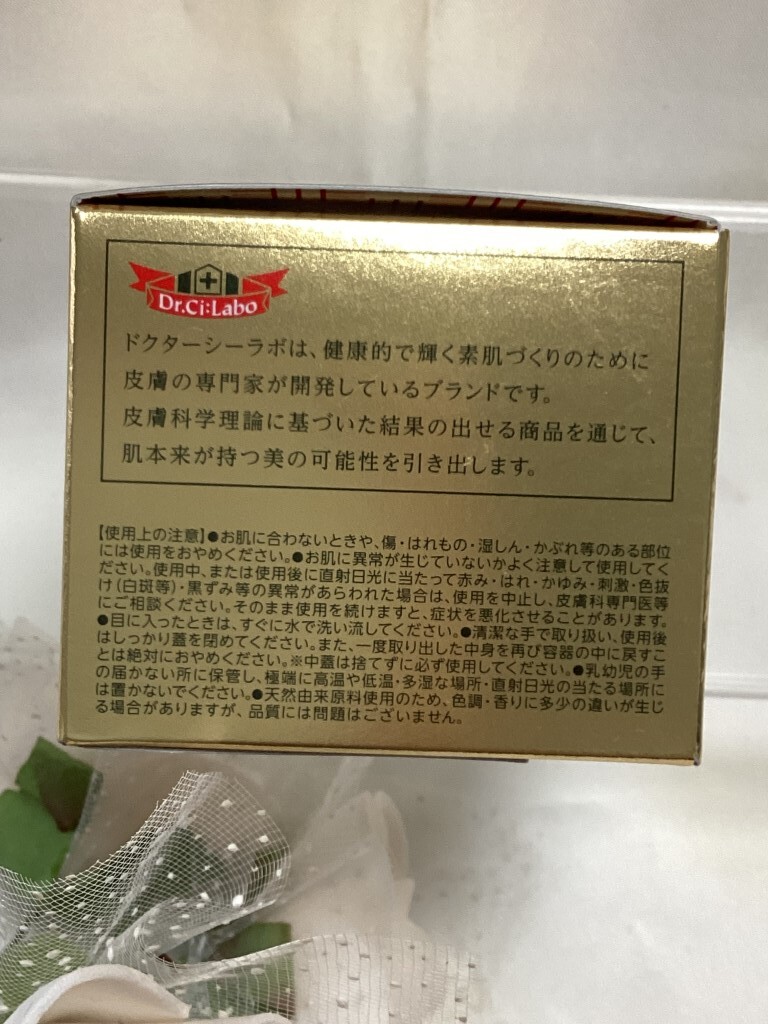 Dr.Ci:Labo
ドクターシーラボは、健康的で輝く素肌づくりのために
皮膚の専門家が開発しているブランドです。
皮膚科学理論に基づいた結果の出せる商品を通じて、
肌本来が持つ美の可能性を引き出します。
【使用上の注意】●お肌に合わないときや、傷・はれもの・湿しん・かぶれ等のある部位
には使用をおやめください。●お肌に異常が生じていないかよく注意して使用してく
ださい。使用中、または使用後に直射日光に当たって赤み・はれ・かゆみ・刺激・色抜
け(白斑等)・黒ずみ等の異常があらわれた場合は、使用を中止し、皮膚科専門医等
にご相談ください。そのまま使用を続けますと、症状を悪化させることがあります。
●目に入ったときは、すぐに水で洗い流してください。●清潔な手で取り扱い、使用後
はしっかり蓋を閉めてください。また、一度取り出した中身を再び容器の中に戻すこ
とは絶対におやめください。※中蓋は捨てずに必ず使用してください。●乳幼児の手
の届かない所に保管し、極端に高温や低温・多湿な場所・直射日光の当たる場所に
は置かないでください。●天然由来原料使用のため、色調・香りに多少の違いが生じ
る場合がありますが、品質には問題はございません。